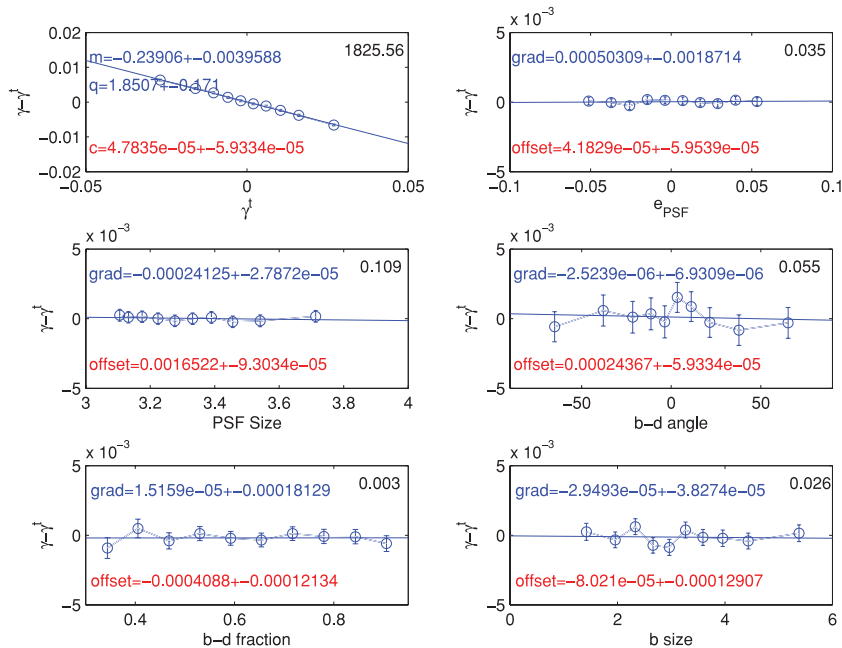 0.02
0.01
0
−0.01
−0.02
−0.05
0
0.05
γ−γᵗ
γᵗ
m=−0.23906+−0.0039588
1825.56
q=1.8507+−0.171
c=4.7835e−05+−5.9334e−05
5 x 10⁻³
0
−5
−0.1
−0.05
0
0.05
0.1
γ−γᵗ
e_PSF
grad=0.00050309+−0.0018714
0.035
offset=4.1829e−05+−5.9539e−05
5 x 10⁻³
0
−5
3
3.2
3.4
3.6
3.8
4
γ−γᵗ
PSF Size
grad=−0.00024125+−2.7872e−05
0.109
offset=0.0016522+−9.3034e−05
5 x 10⁻³
0
−5
−50
0
50
γ−γᵗ
b−d angle
grad=−2.5239e−06+−6.9309e−06
0.055
offset=0.00024367+−5.9334e−05
5 x 10⁻³
0
−5
0.4
0.6
0.8
γ−γᵗ
b−d fraction
grad=1.5159e−05+−0.00018129
0.003
offset=−0.0004088+−0.00012134
5 x 10⁻³
0
−5
0
2
4
6
γ−γᵗ
b size
grad=−2.9493e−05+−3.8274e−05
0.026
offset=−8.021e−05+−0.00012907